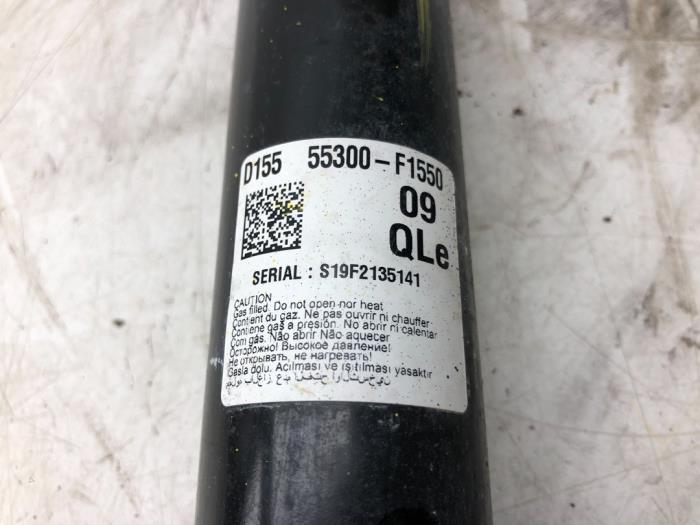 D155 55300-F1550
09
QLe
SERIAL : S19F2135141
CAUTION
Gas filled. Do not open nor heat
Contient du gaz. Ne pas ouvrir ni chauffer
Contiene gas a presión. No abrir ni calentar
Com gás. Não abrir Não aquecer
Осторожно! Высокое давление!
Не открывать, не нагревать!
Gasla dolu. Açılması ve ısıtılması yasaktır